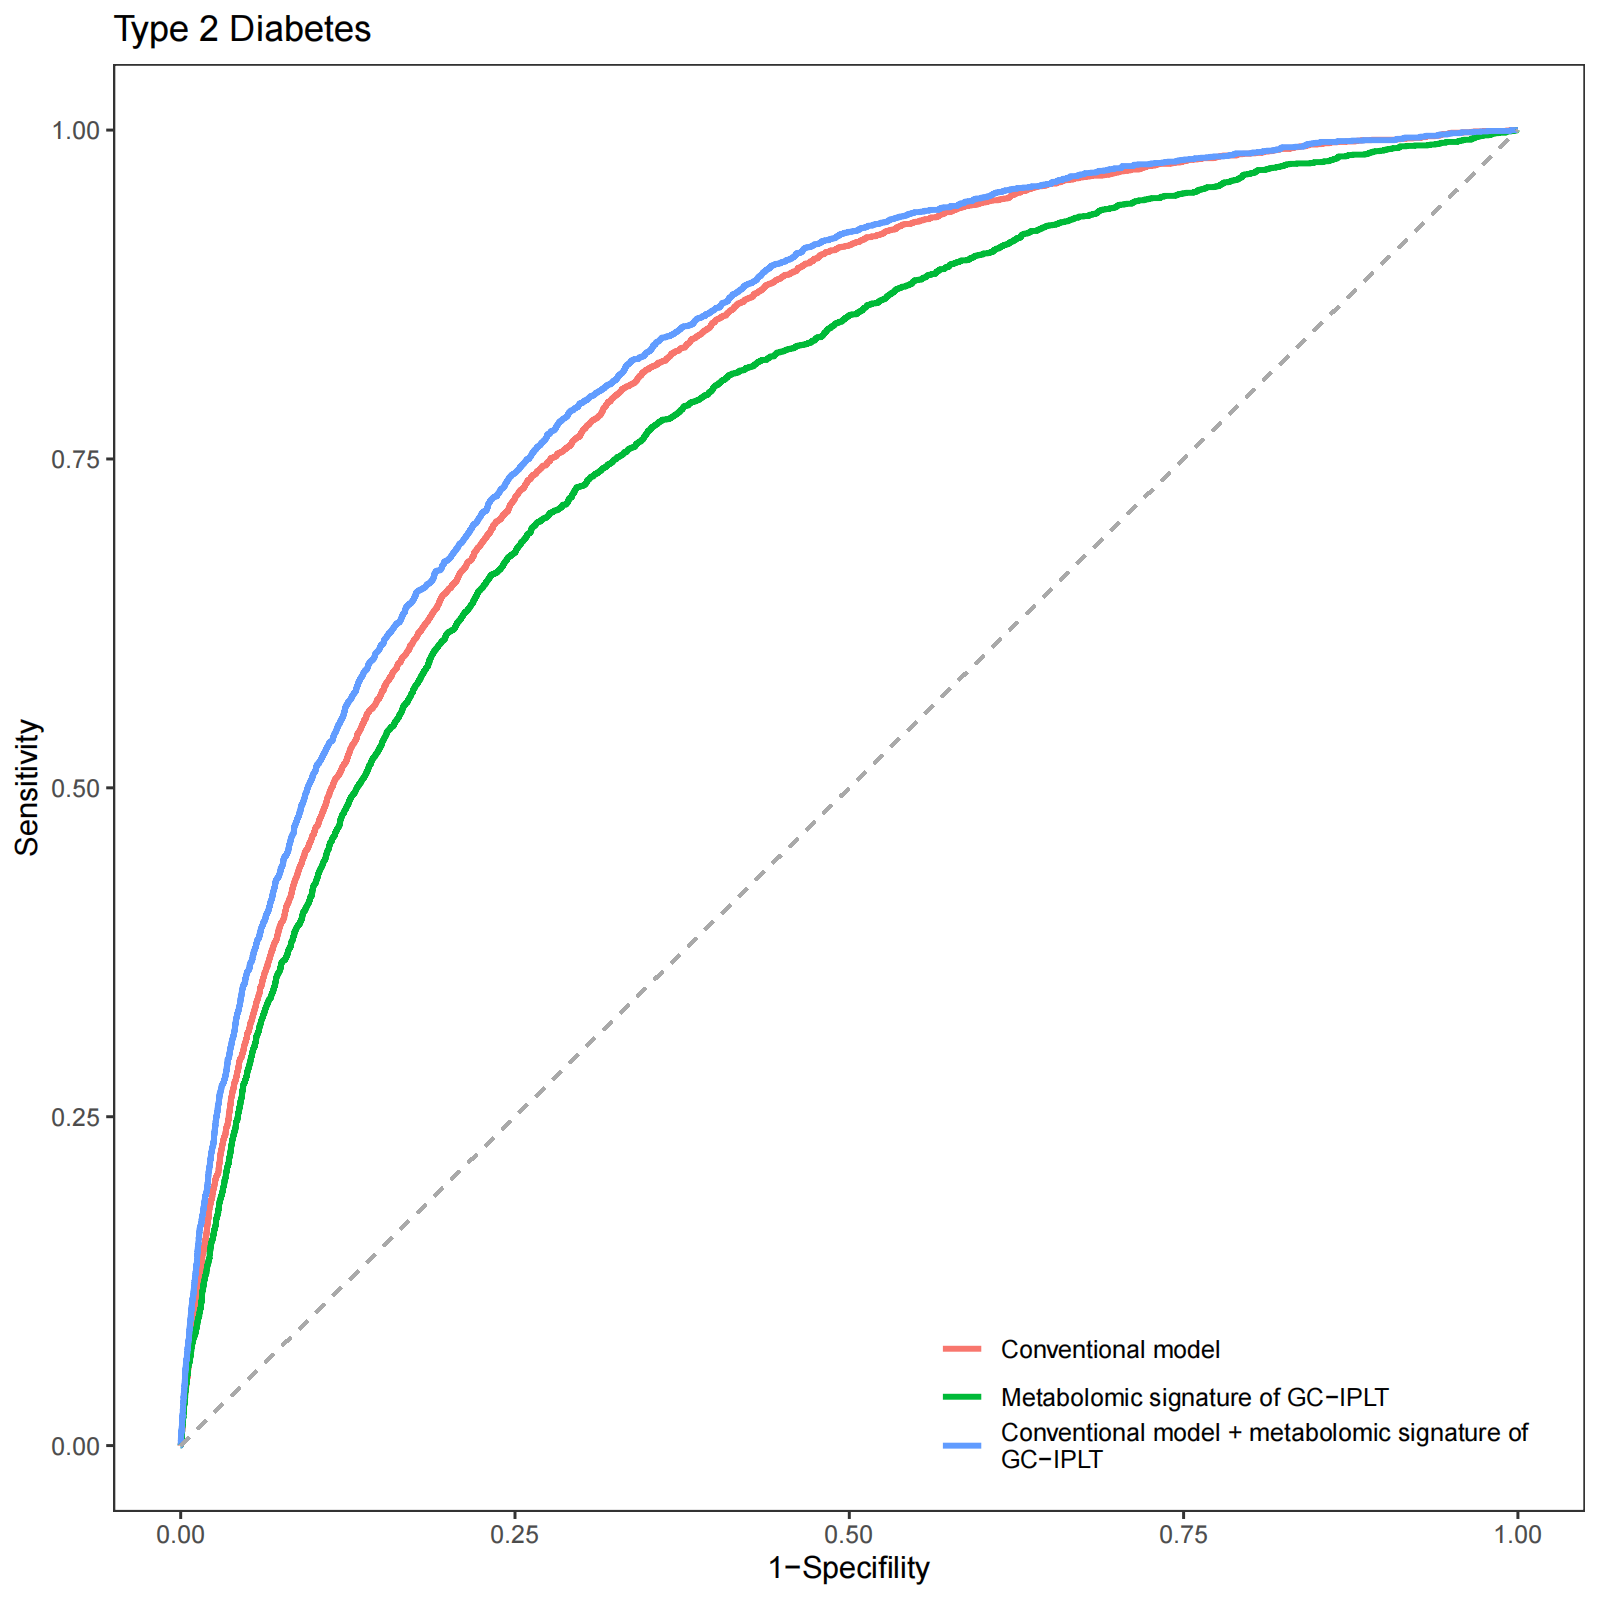 Type 2 Diabetes
1.00
0.75
0.50
0.25
0.00
Sensitivity
Conventional model
Metabolomic signature of GC−IPLT
Conventional model + metabolomic signature of
GC−IPLT
0.00 0.25 0.50 0.75 1.00
1−Specifility